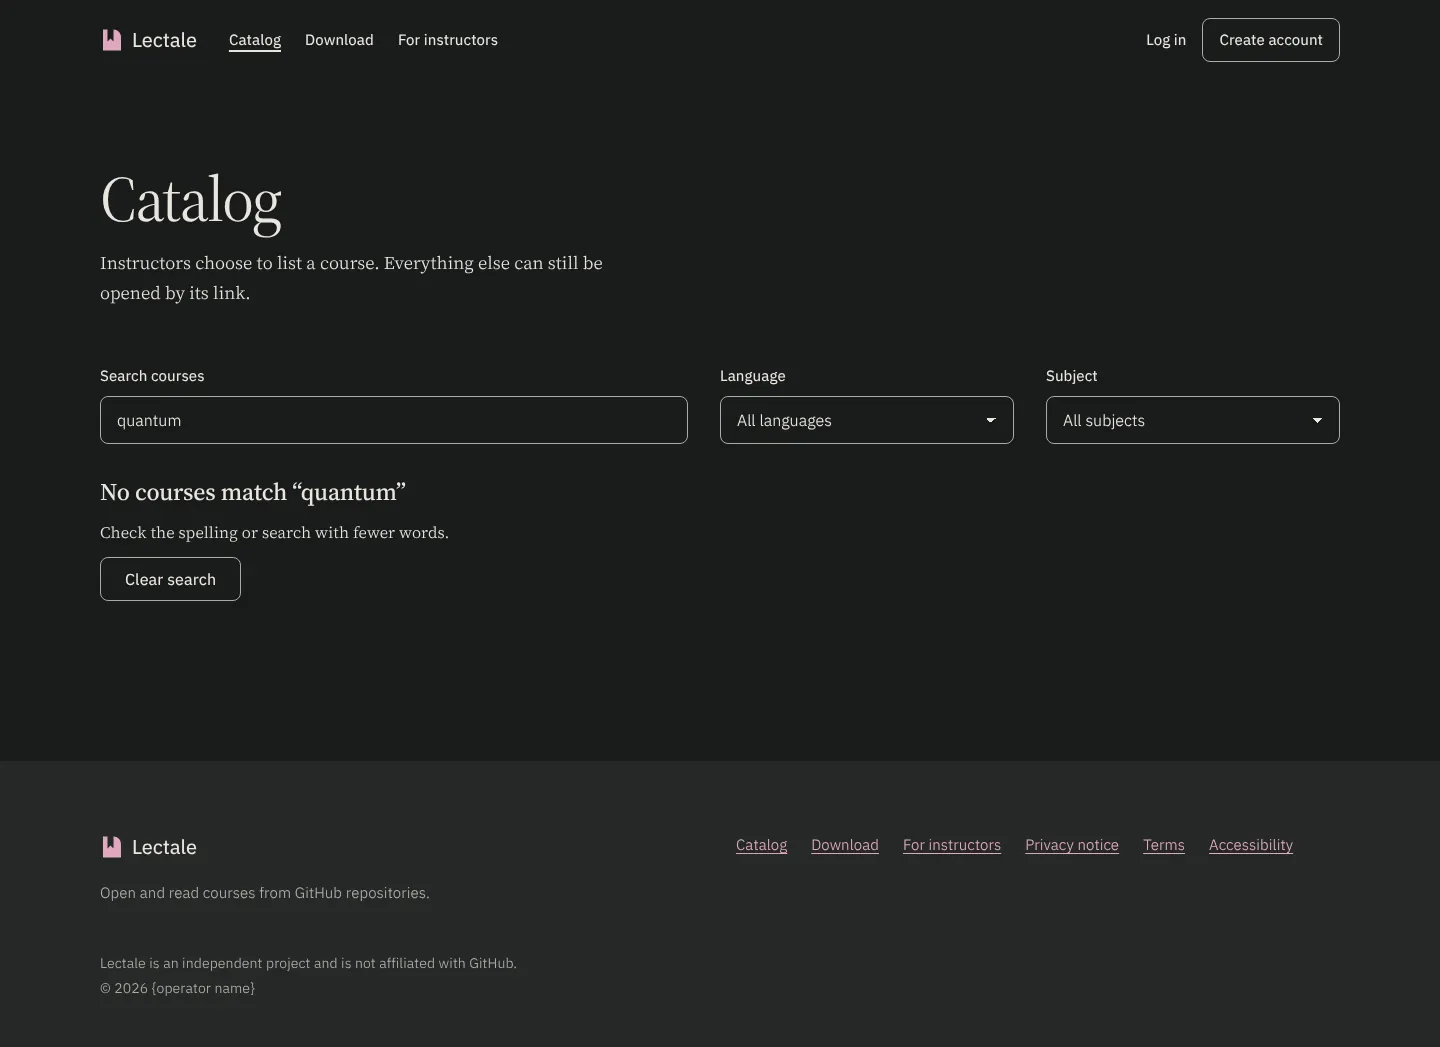 Lectale
Catalog
Download
For instructors
Log in
Create account
Catalog
Instructors choose to list a course. Everything else can still be
opened by its link.
Search courses
Language
Subject
quantum
All languages
All subjects
No courses match “quantum”
Check the spelling or search with fewer words.
Clear search
Lectale
Catalog
Download
For instructors
Privacy notice
Terms
Accessibility
Open and read courses from GitHub repositories.
Lectale is an independent project and is not affiliated with GitHub.
© 2026 {operator name}